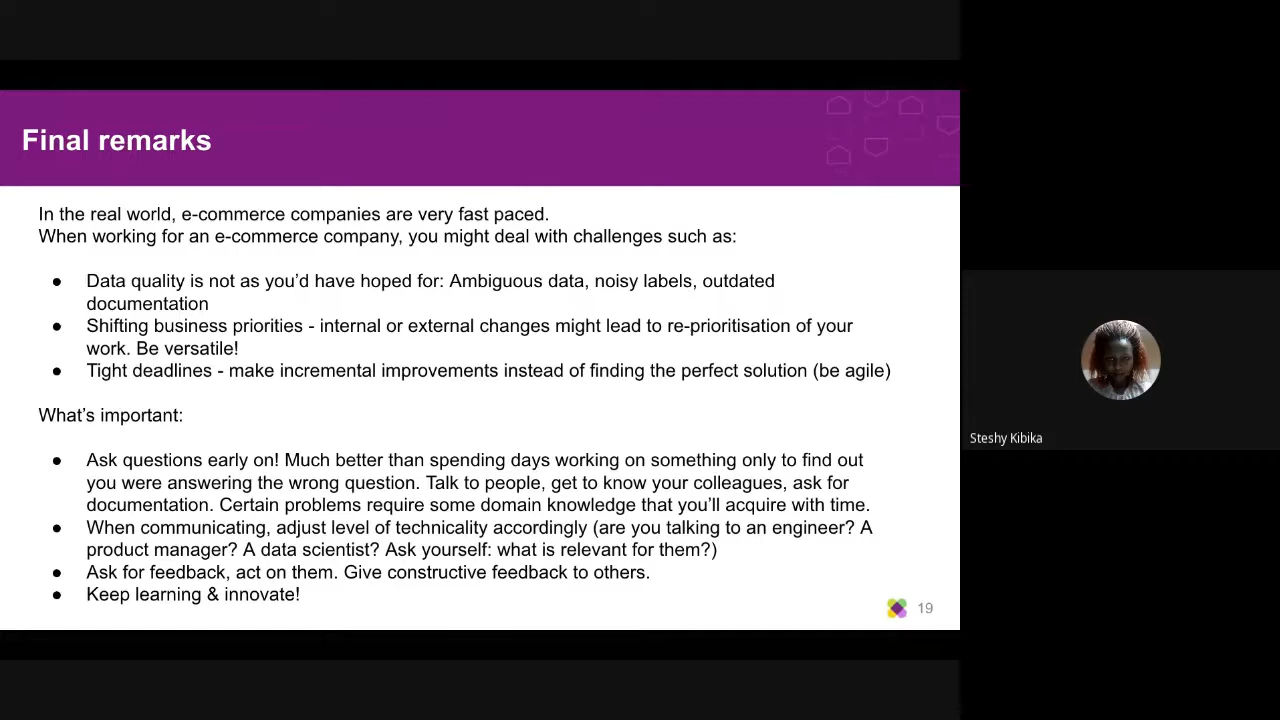 Final remarks
In the real world, e-commerce companies are very fast paced.
When working for an e-commerce company, you might deal with challenges such as:
● Data quality is not as you’d have hoped for: Ambiguous data, noisy labels, outdated
documentation
● Shifting business priorities - internal or external changes might lead to re-prioritisation of your
work. Be versatile!
● Tight deadlines - make incremental improvements instead of finding the perfect solution (be agile)
What’s important:
● Ask questions early on! Much better than spending days working on something only to find out
you were answering the wrong question. Talk to people, get to know your colleagues, ask for
documentation. Certain problems require some domain knowledge that you’ll acquire with time.
● When communicating, adjust level of technicality accordingly (are you talking to an engineer? A
product manager? A data scientist? Ask yourself: what is relevant for them?)
● Ask for feedback, act on them. Give constructive feedback to others.
● Keep learning & innovate!
19
Steshy Kibika